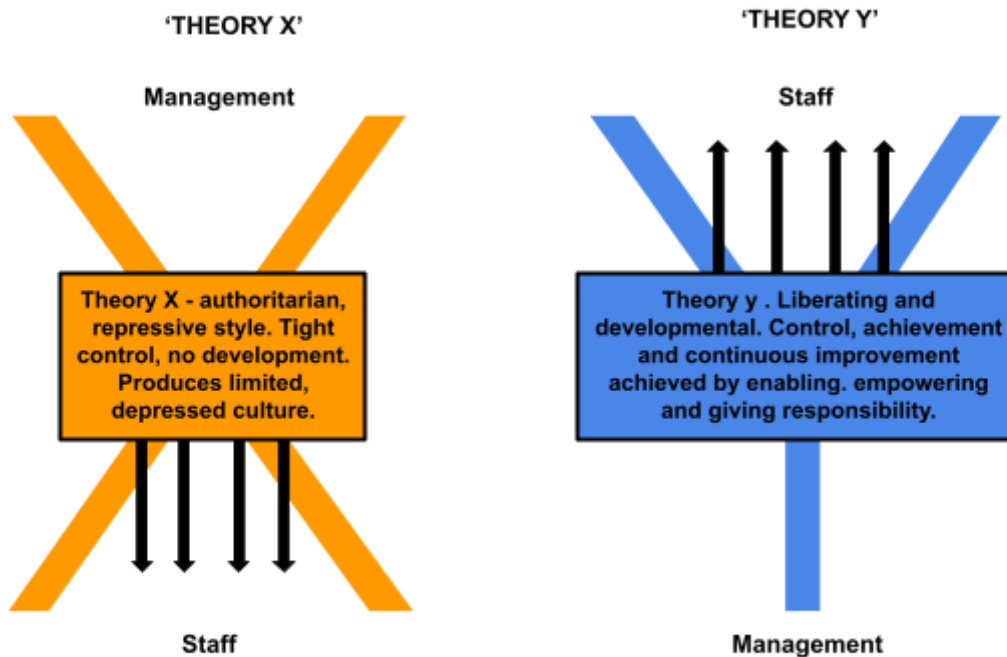 ‘THEORY X’
Management
Theory X - authoritarian,
repressive style. Tight
control, no development.
Produces limited,
depressed culture.
Staff
‘THEORY Y’
Staff
Theory y . Liberating and
developmental. Control, achievement
and continuous improvement
achieved by enabling. empowering
and giving responsibility.
Management